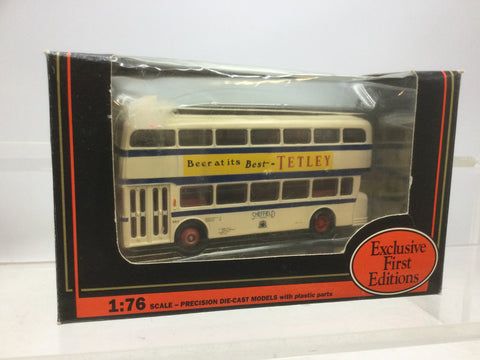 Beer at its Best - TETLEY
SHEFFIELD
Exclusive
First
Editions
1:76 SCALE - PRECISION DIE-CAST MODELS with plastic parts